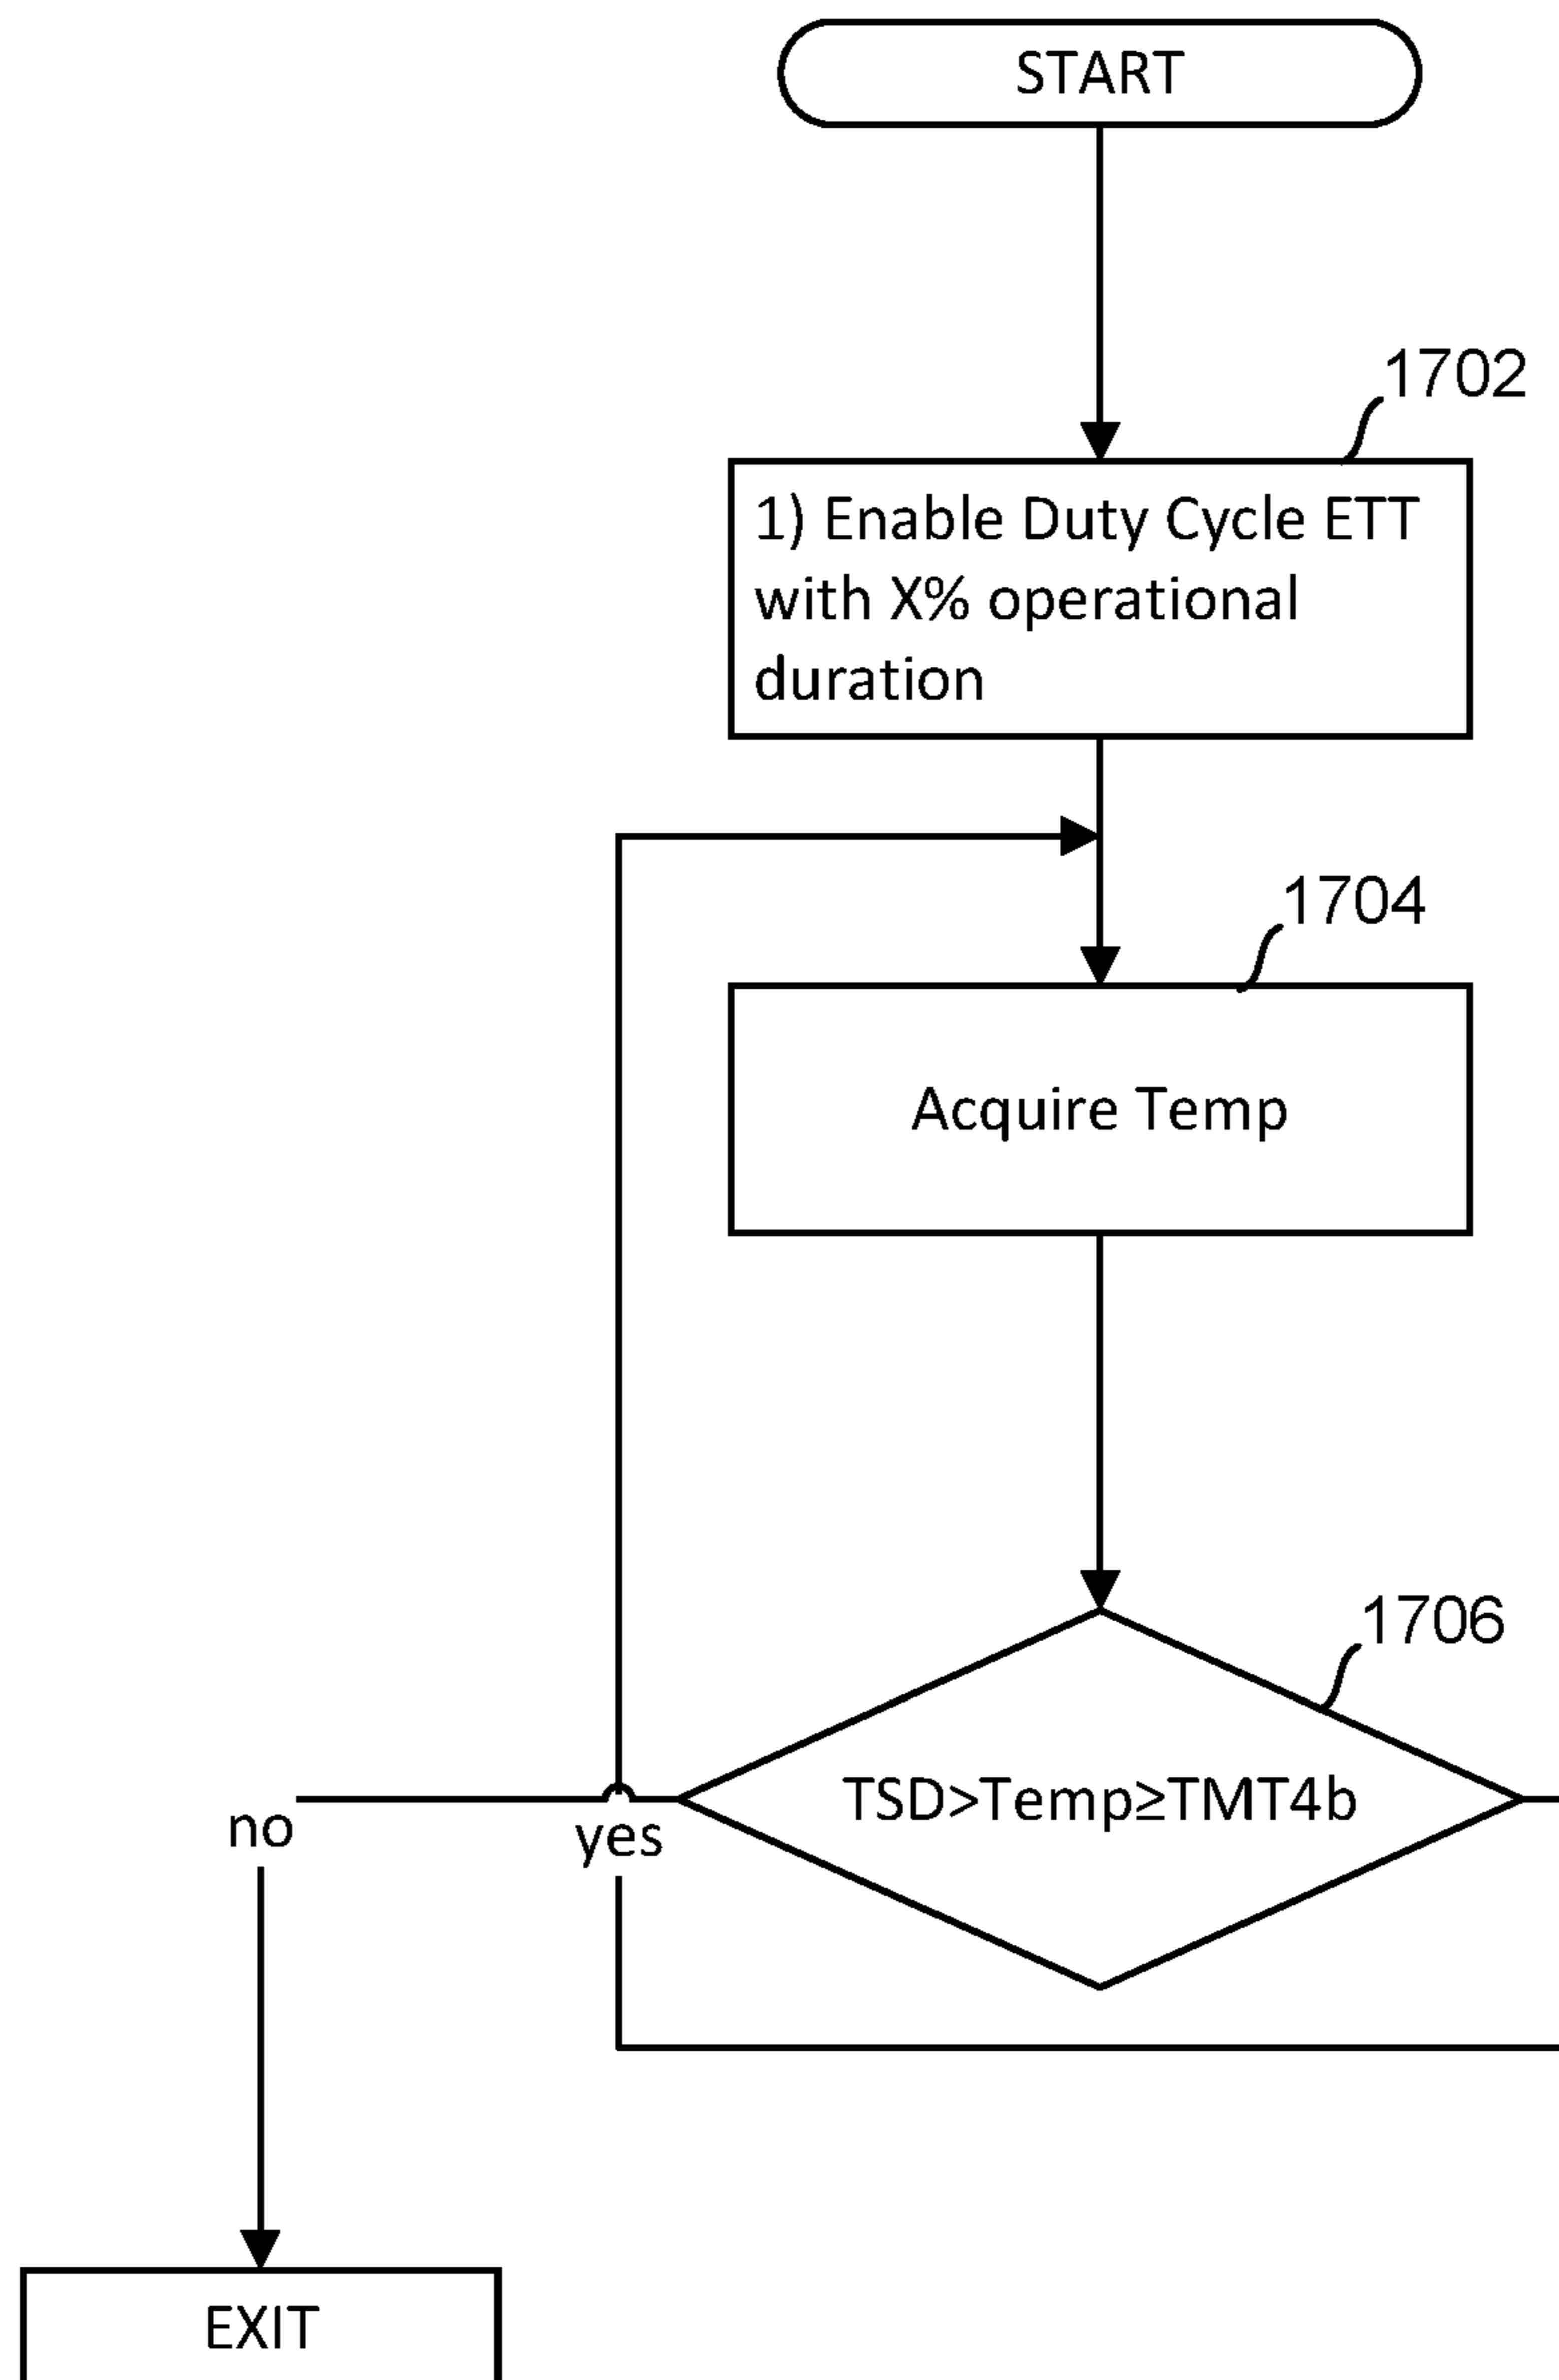 START
1702
1) Enable Duty Cycle ETT
with X% operational
duration
1704
Acquire Temp
1706
TSD>Temp≥TMT4b
no
yes
EXIT